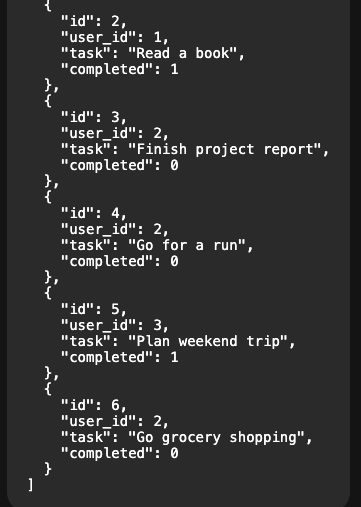 {
"id": 2,
"user_id": 1,
"task": "Read a book",
"completed": 1
},
{
"id": 3,
"user_id": 2,
"task": "Finish project report",
"completed": 0
},
{
"id": 4,
"user_id": 2,
"task": "Go for a run",
"completed": 0
},
{
"id": 5,
"user_id": 3,
"task": "Plan weekend trip",
"completed": 1
},
{
"id": 6,
"user_id": 2,
"task": "Go grocery shopping",
"completed": 0
}
]